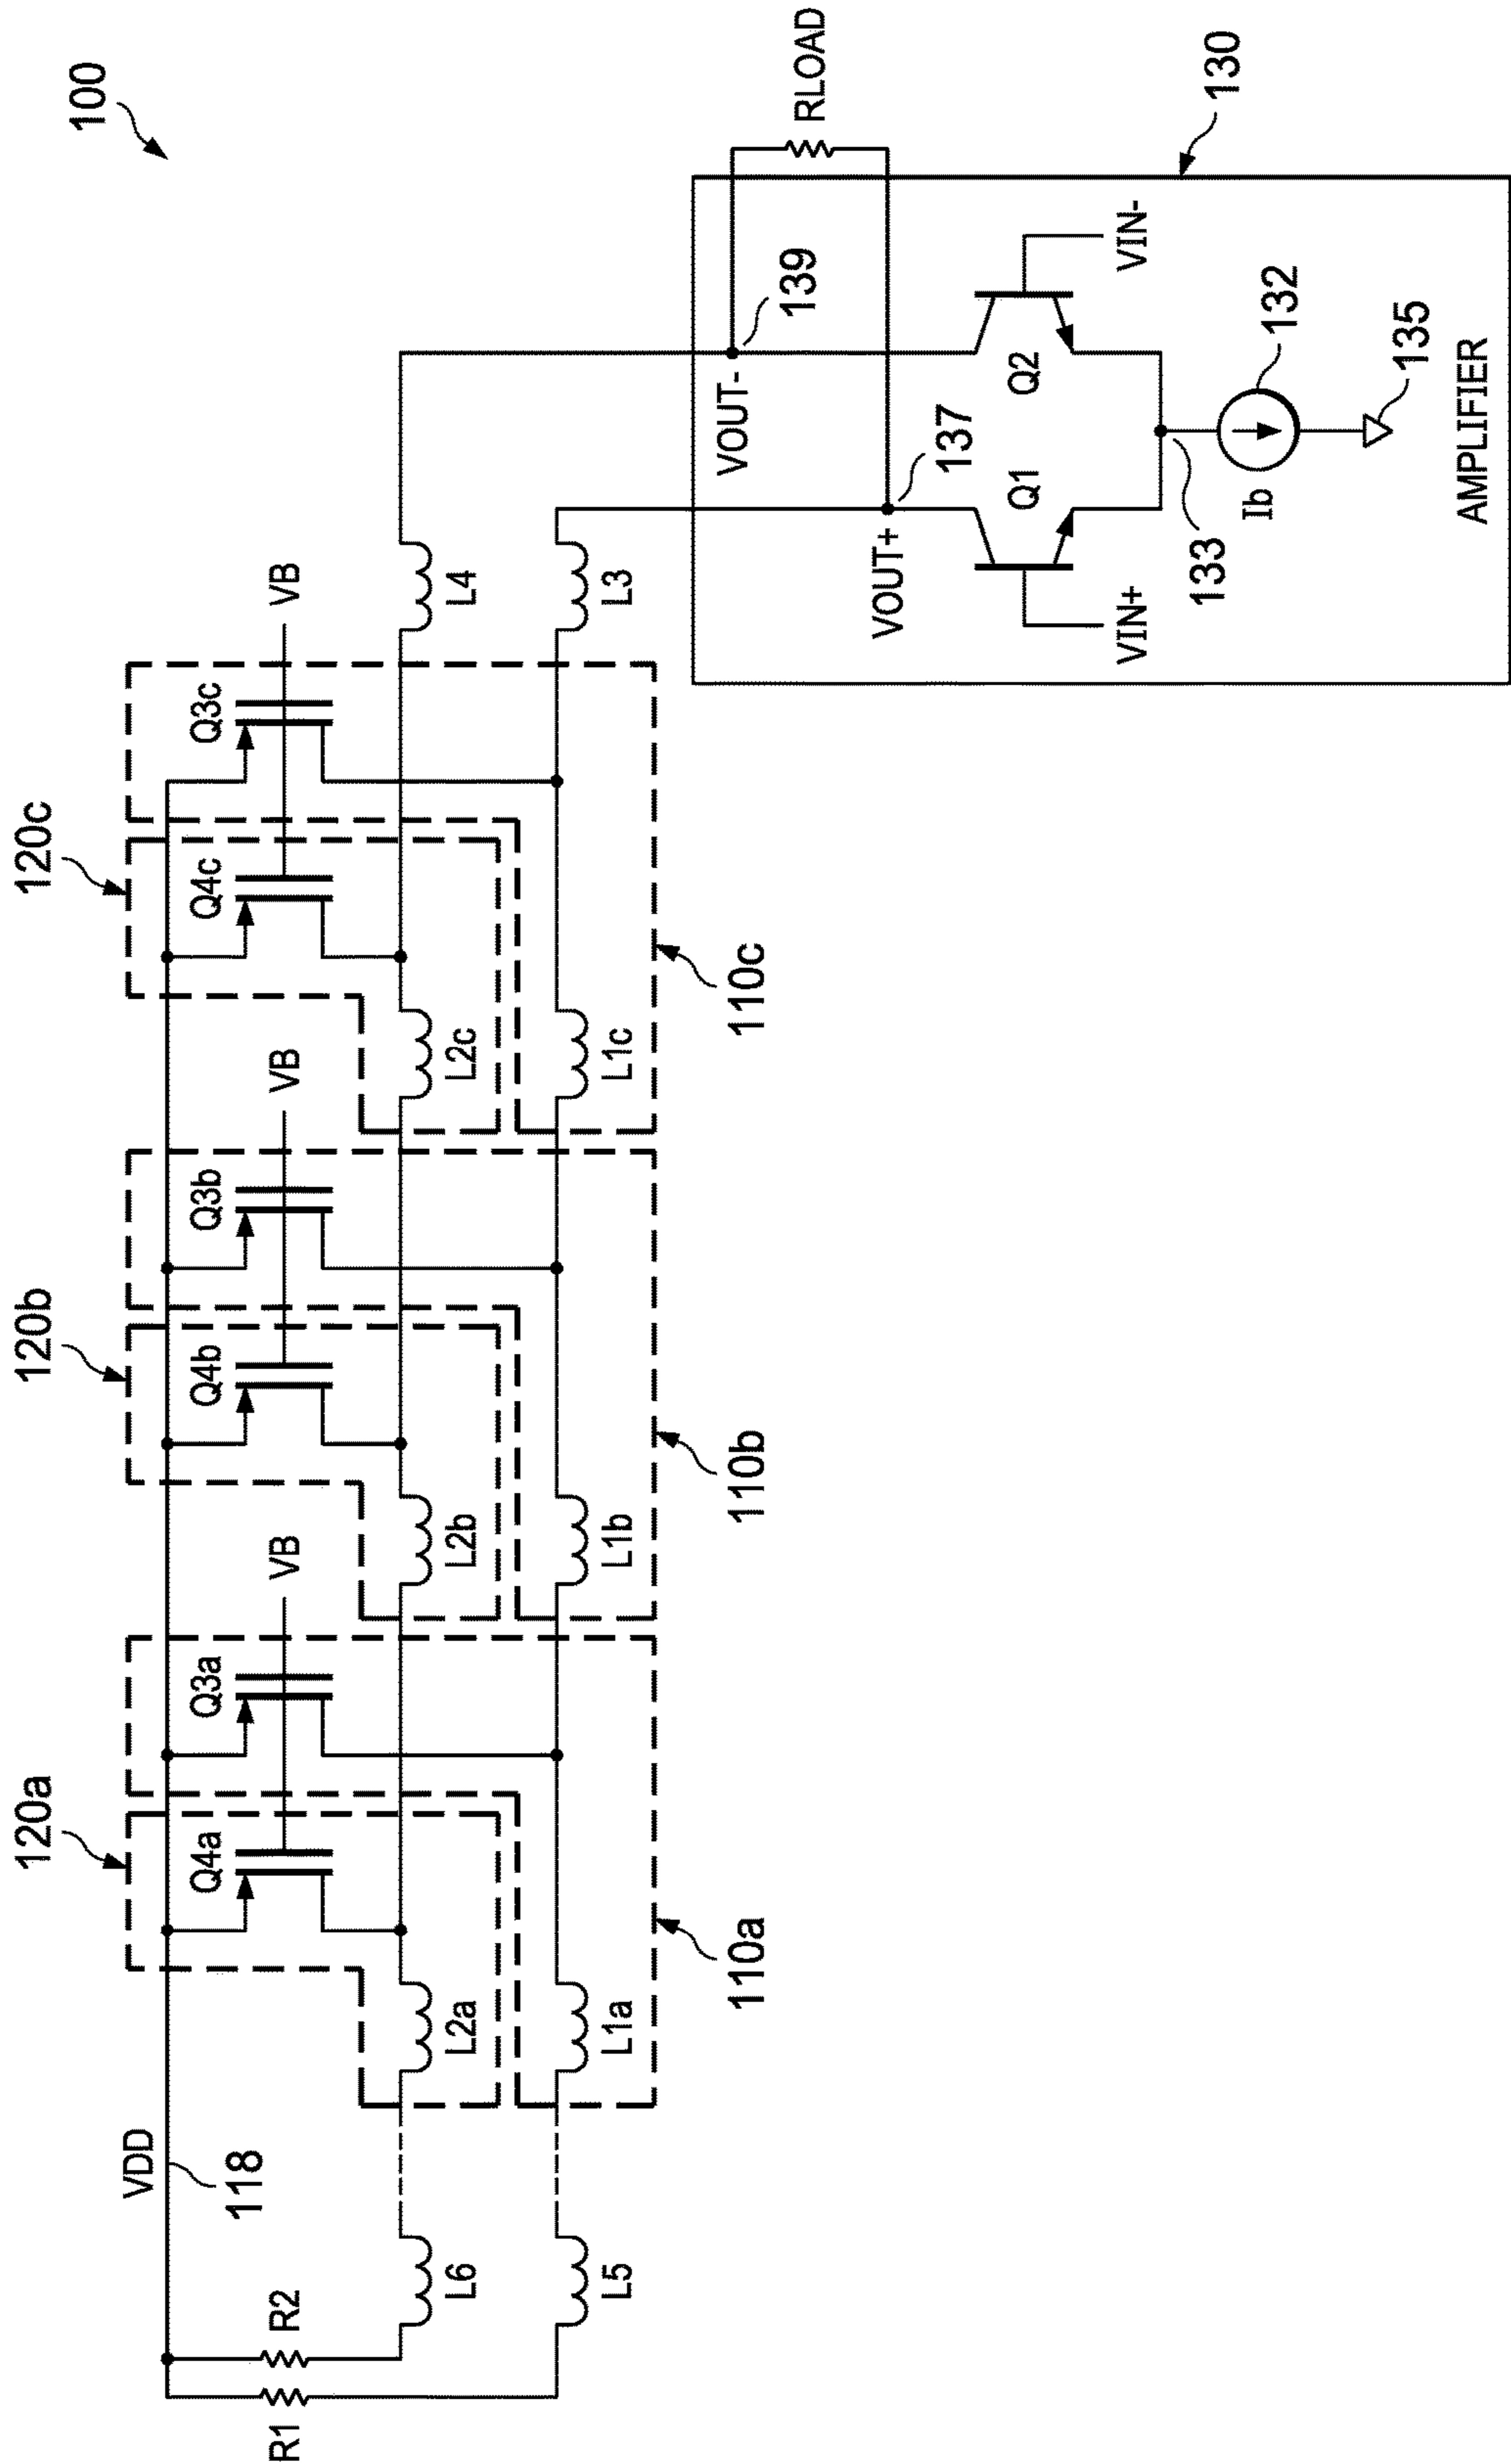 100
120c
120b
120a
VDD
118
VB
VB
VB
Q3c
Q4c
Q3b
Q4b
Q3a
Q4a
R2
R1
L4
L2c
L2b
L2a
L6
L3
L1c
L1b
L1a
L5
110c
110b
110a
RLOAD
130
139
VOUT-
137
VOUT+
VIN-
Q2
Q1
VIN+
133
132
Ib
135
AMPLIFIER